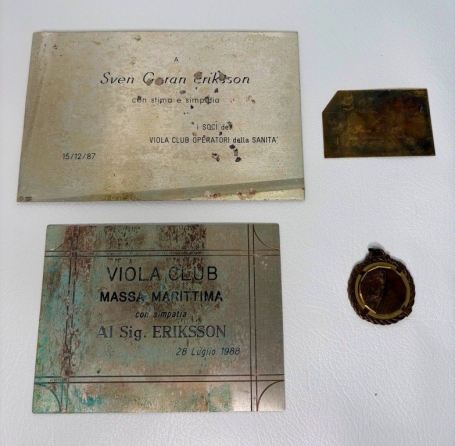 A
Sven Goran Eriksson
con stima e simpatia
i SOCI del
VIOLA CLUB OPERATORI della SANITA'
15/12/87
VIOLA CLUB
MASSA MARITTIMA
con simpatia
Al Sig. ERIKSSON
28 Luglio 1988